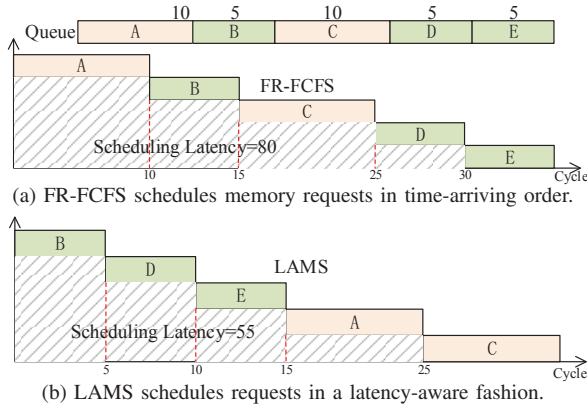 10 5 10 5 5
Queue A B C D E
A
B FR-FCFS
C
Scheduling Latency=80 D
E
10 15 25 30 Cycle
(a) FR-FCFS schedules memory requests in time-arriving order.
B LAMS
D
E
Scheduling Latency=55 A
C
5 10 15 25 Cycle
(b) LAMS schedules requests in a latency-aware fashion.